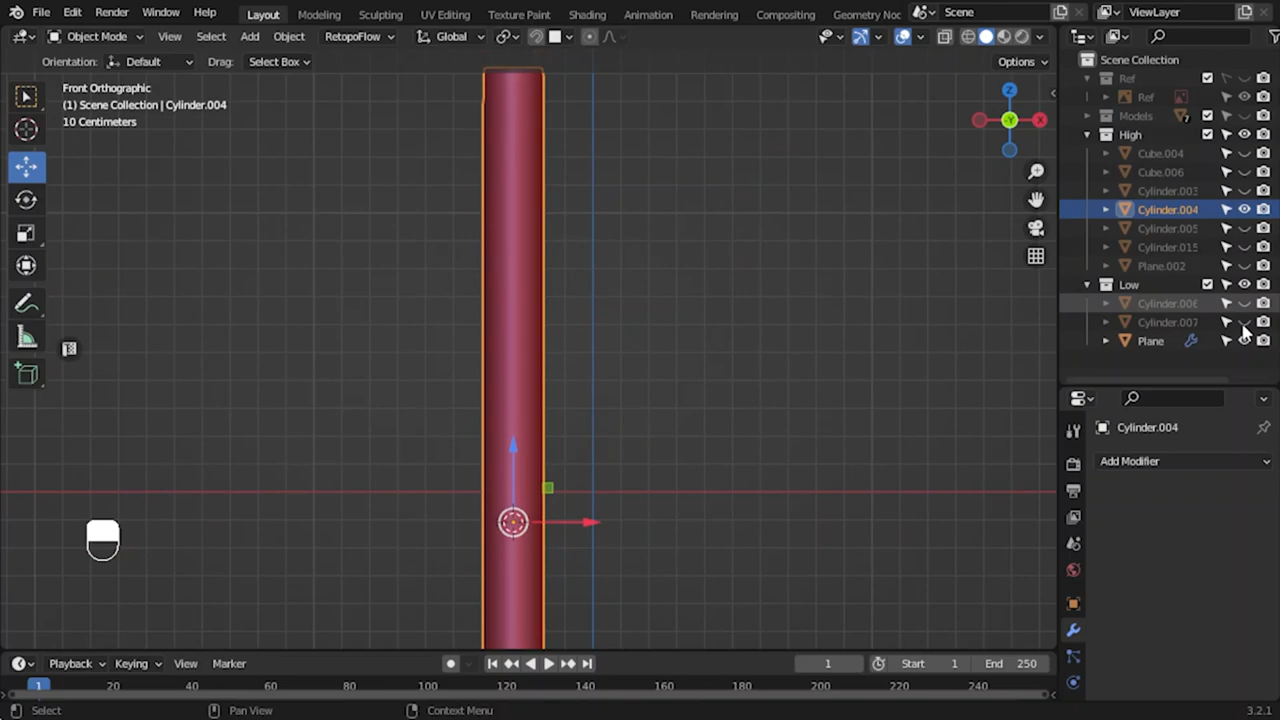 File Edit Render Window Help Layout Modeling Sculpting UV Editing Texture Paint Shading Animation Rendering Compositing Geometry Noc Scene ViewLayer
Object Mode View Select Add Object RetopoFlow Global
Orientation: Default Drag: Select Box Options
Front Orthographic
(1) Scene Collection | Cylinder.004
10 Centimeters
Z
X
-Y
Scene Collection
Ref
Ref
Models 7
High
Cube.004
Cube.006
Cylinder.003
Cylinder.004
Cylinder.005
Cylinder.015
Plane.002
Low
Cylinder.006
Cylinder.007
Plane
Cylinder.004
Add Modifier
Playback Keying View Marker 1 Start 1 End 250
1 20 40 60 80 100 120 140 160 180 200 220 240
Select Pan View Context Menu 3.2.1